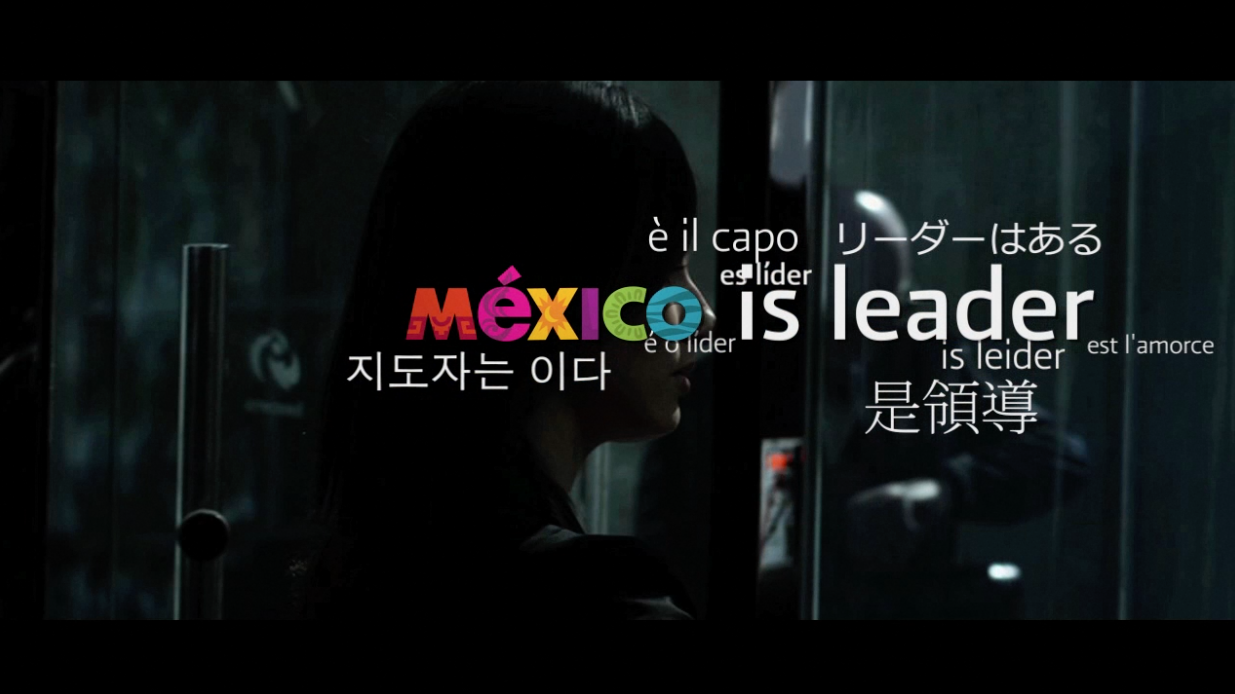 è il capo
リーダーはある
es líder
méxico is leader
é o líder
is leider
est l'amorce
지도자는 이다
是領導